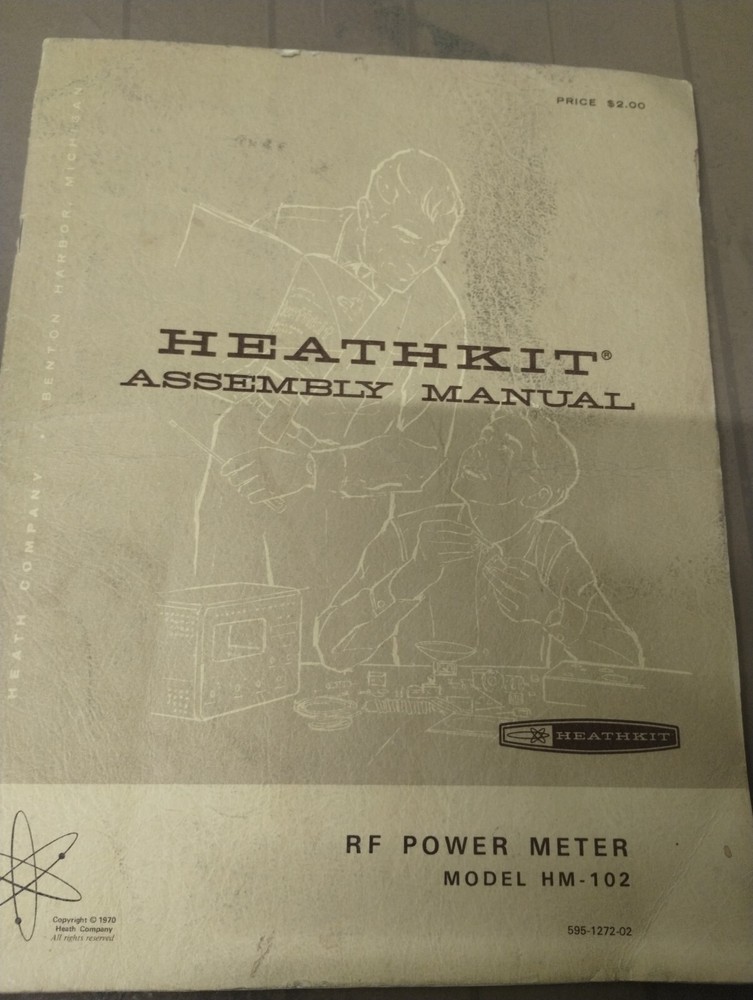 PRICE $2.00
HEATH COMPANY • BENTON HARBOR, MICHIGAN
HEATHKIT®
ASSEMBLY MANUAL
HEATHKIT
RF POWER METER
MODEL HM-102
Copyright © 1970
Heath Company
All rights reserved
595-1272-02